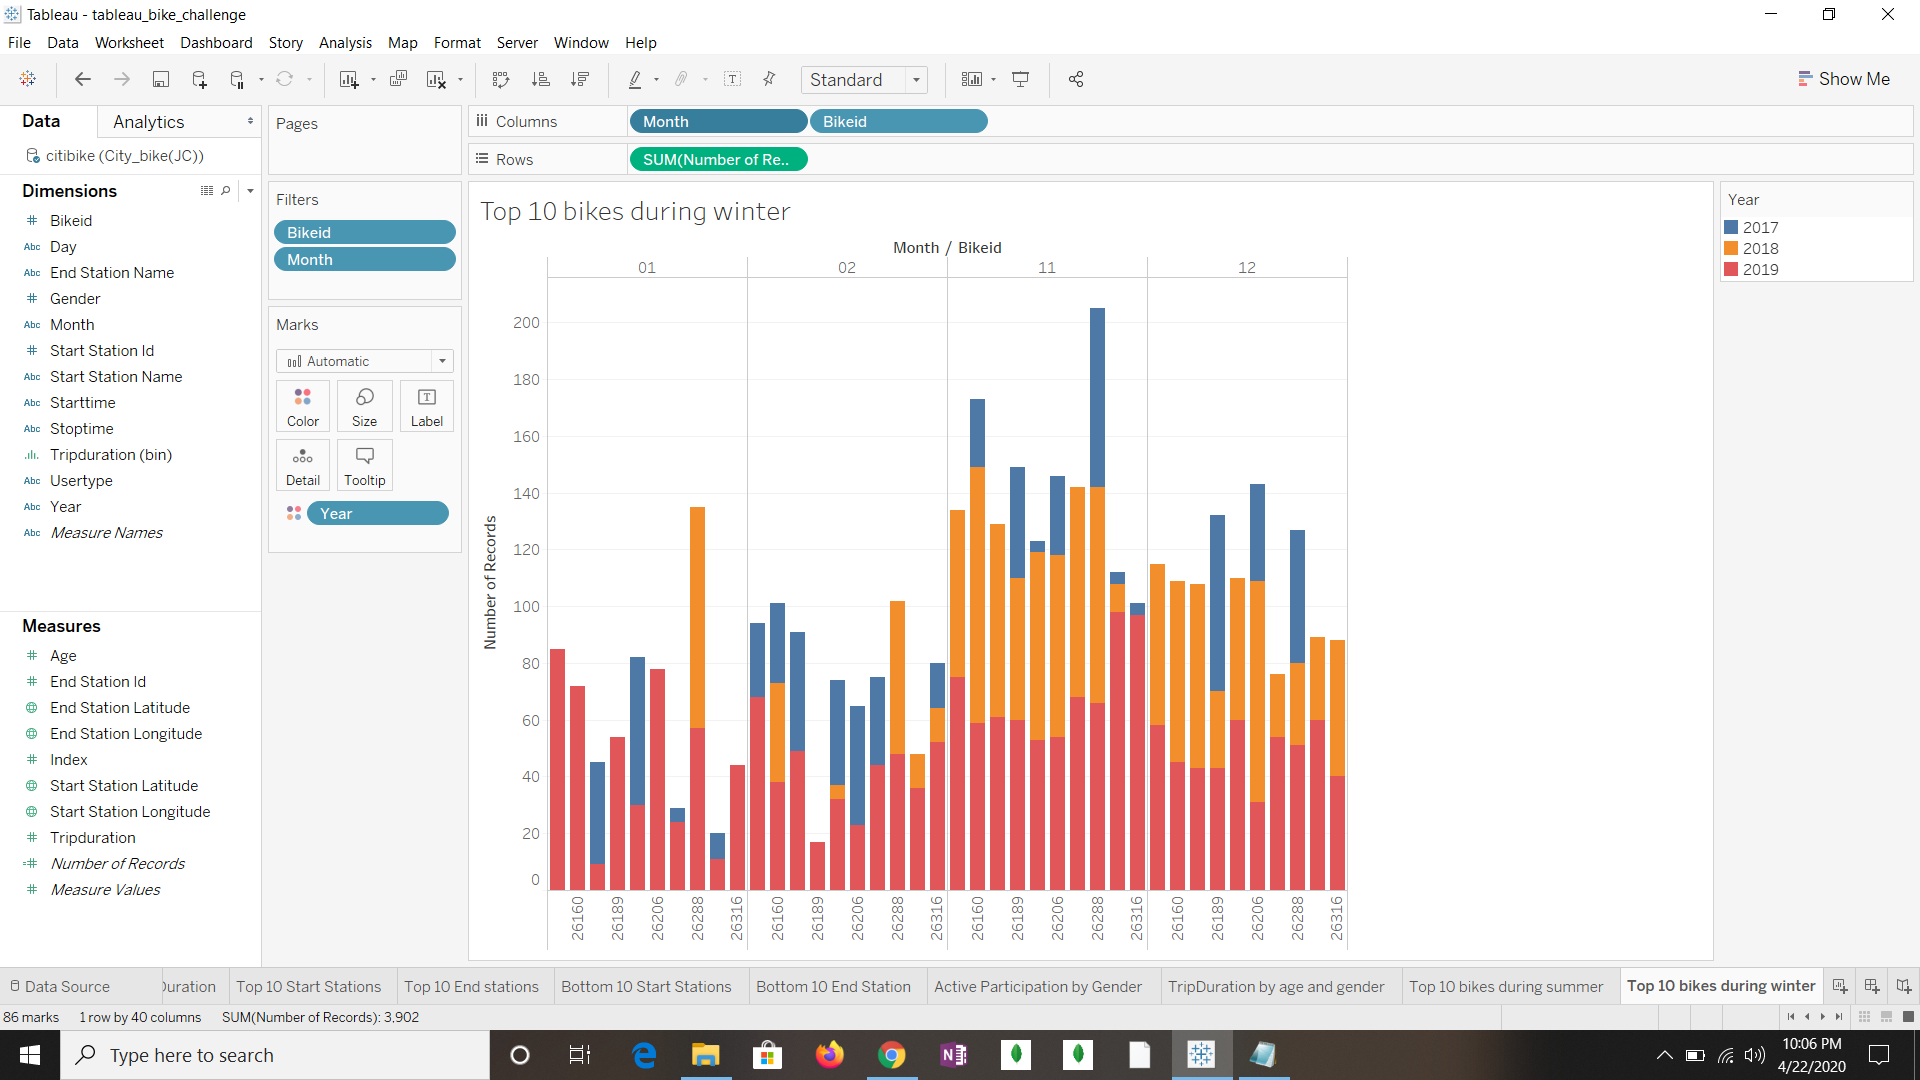 Tableau - tableau_bike_challenge
File Data Worksheet Dashboard Story Analysis Map Format Server Window Help
Standard
Show Me
Data Analytics
citibike (City_bike(JC))
Dimensions
# Bikeid
Abc Day
Abc End Station Name
# Gender
Abc Month
# Start Station Id
Abc Start Station Name
Abc Starttime
Abc Stoptime
Tripduration (bin)
Abc Usertype
Abc Year
Abc Measure Names
Measures
# Age
# End Station Id
End Station Latitude
End Station Longitude
# Index
Start Station Latitude
Start Station Longitude
# Tripduration
=# Number of Records
# Measure Values
Pages
Filters
Bikeid
Month
Marks
Automatic
Color Size Label
Detail Tooltip
Year
Columns Month Bikeid
Rows SUM(Number of Re..
Top 10 bikes during winter
Month / Bikeid
01 02 11 12
Number of Records
200
180
160
140
120
100
80
60
40
20
0
26160 26189 26206 26288 26316 26160 26189 26206 26288 26316 26160 26189 26206 26288 26316 26160 26189 26206 26288 26316
Year
2017
2018
2019
Data Source Duration Top 10 Start Stations Top 10 End stations Bottom 10 Start Stations Bottom 10 End Station Active Participation by Gender TripDuration by age and gender Top 10 bikes during summer Top 10 bikes during winter
86 marks 1 row by 40 columns SUM(Number of Records): 3,902
Type here to search
10:06 PM
4/22/2020